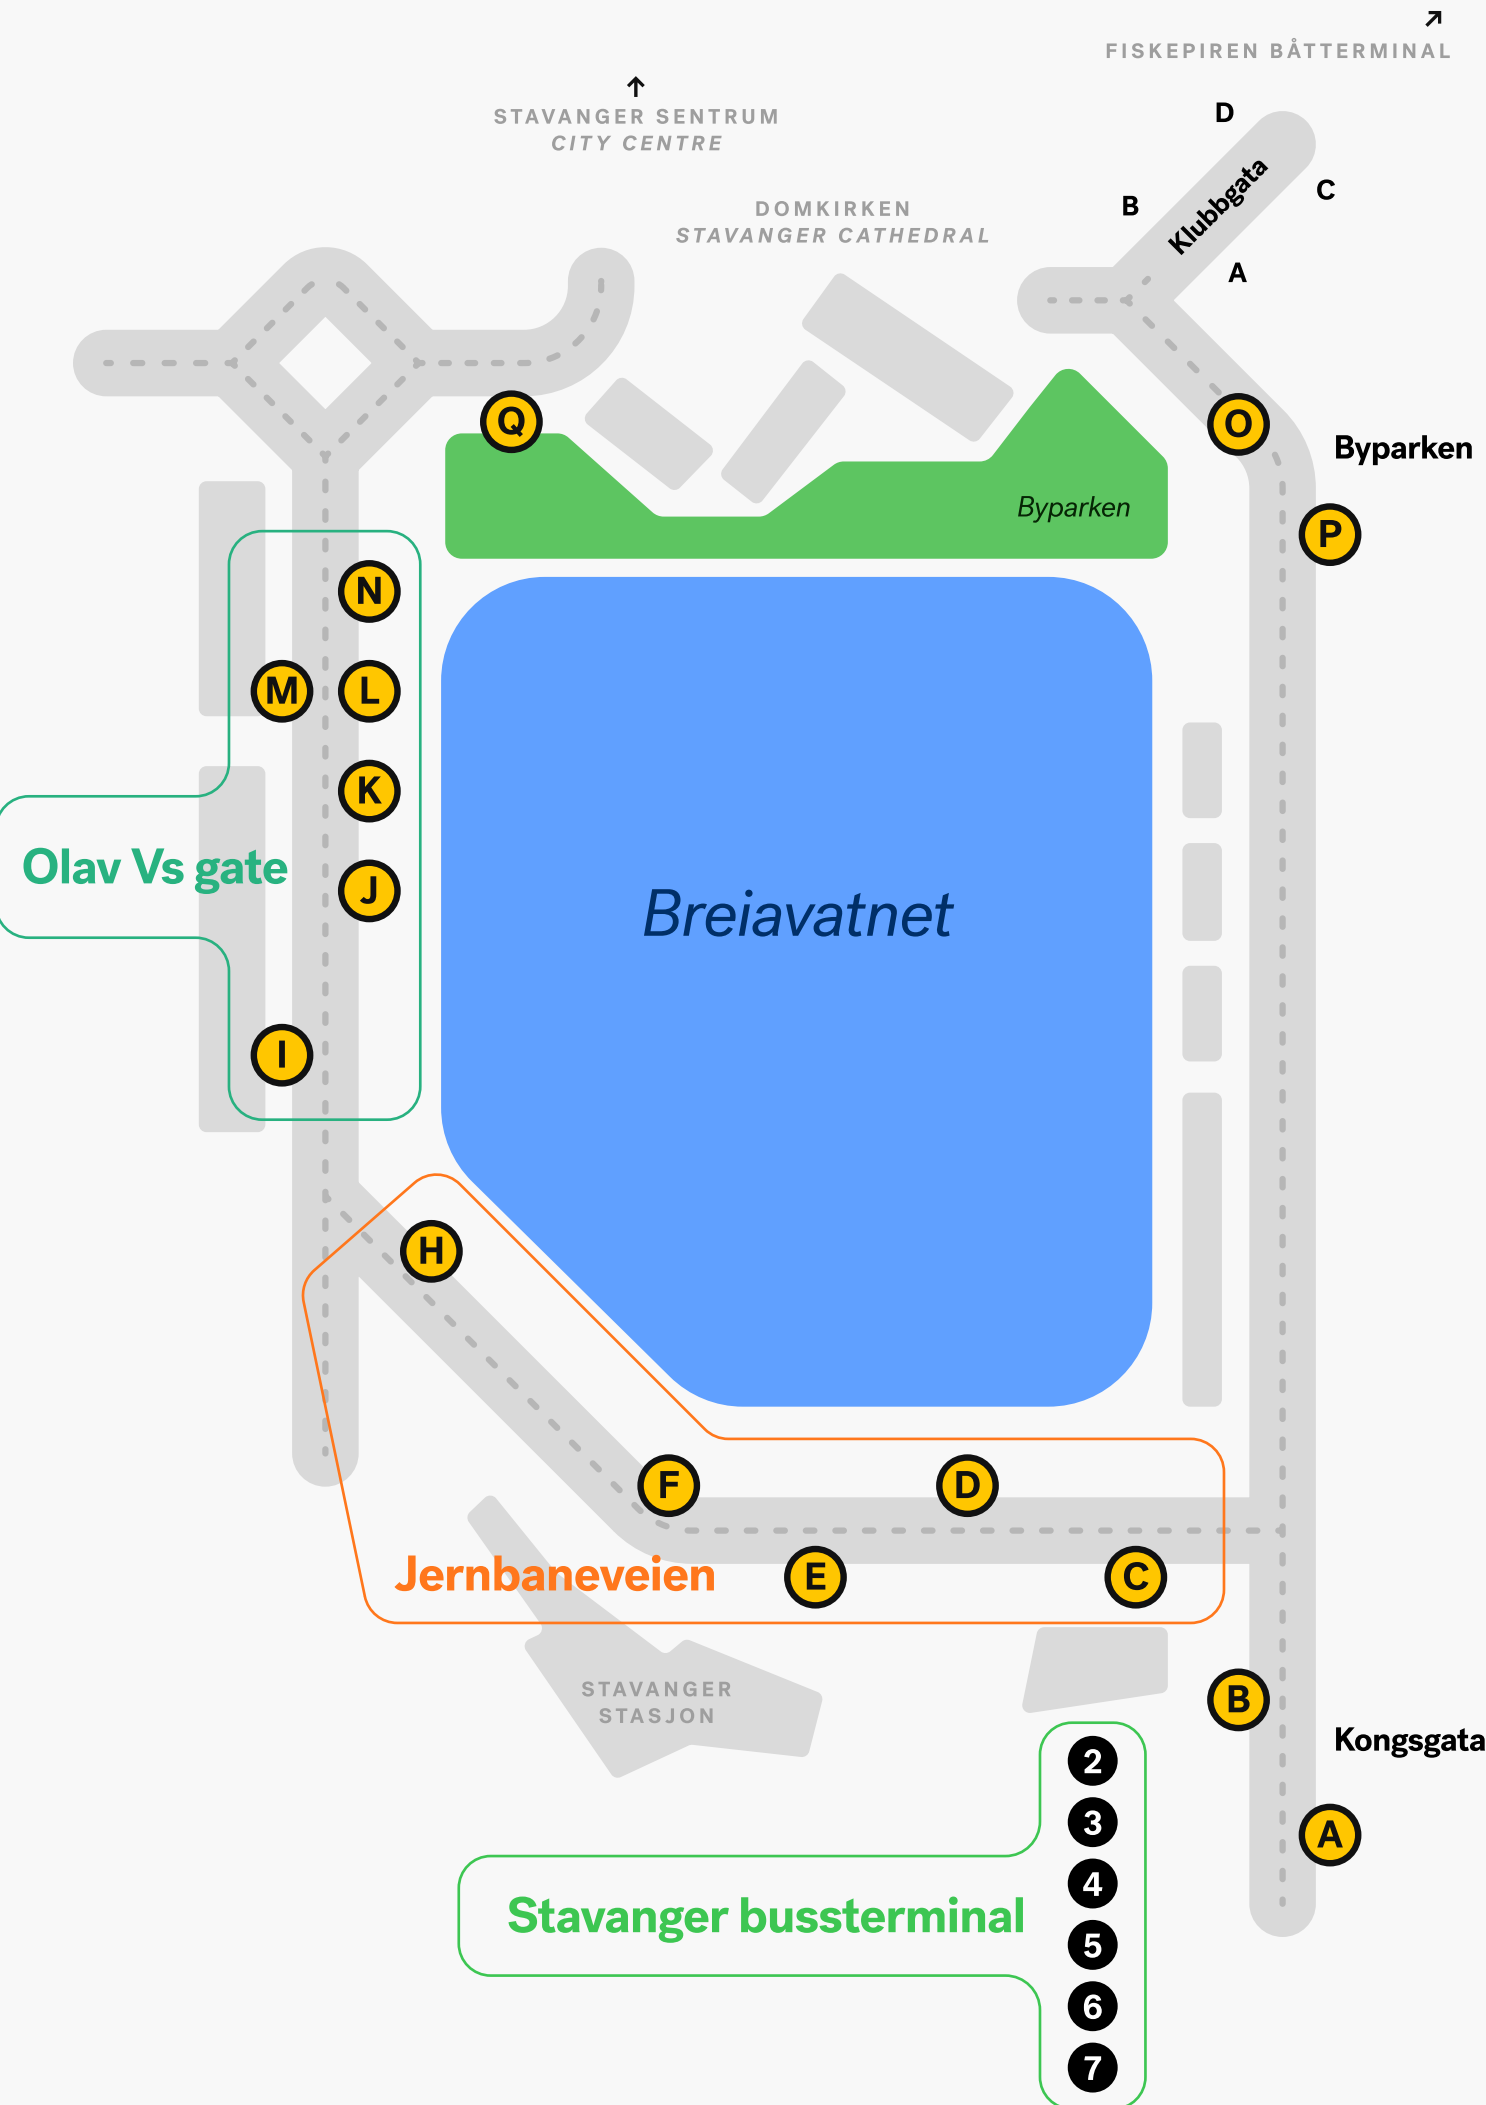 ↗
FISKEPIREN BÅTTERMINAL
↑
STAVANGER SENTRUM
CITY CENTRE
D
B
Klubbgata
C
A
DOMKIRKEN
STAVANGER CATHEDRAL
Q
O
Byparken
Byparken
P
N
M
L
K
Olav Vs gate
J
Breiavatnet
I
H
F
D
Jernbaneveien
E
C
STAVANGER
STASJON
B
Kongsgata
2
3
A
4
Stavanger bussterminal
5
6
7